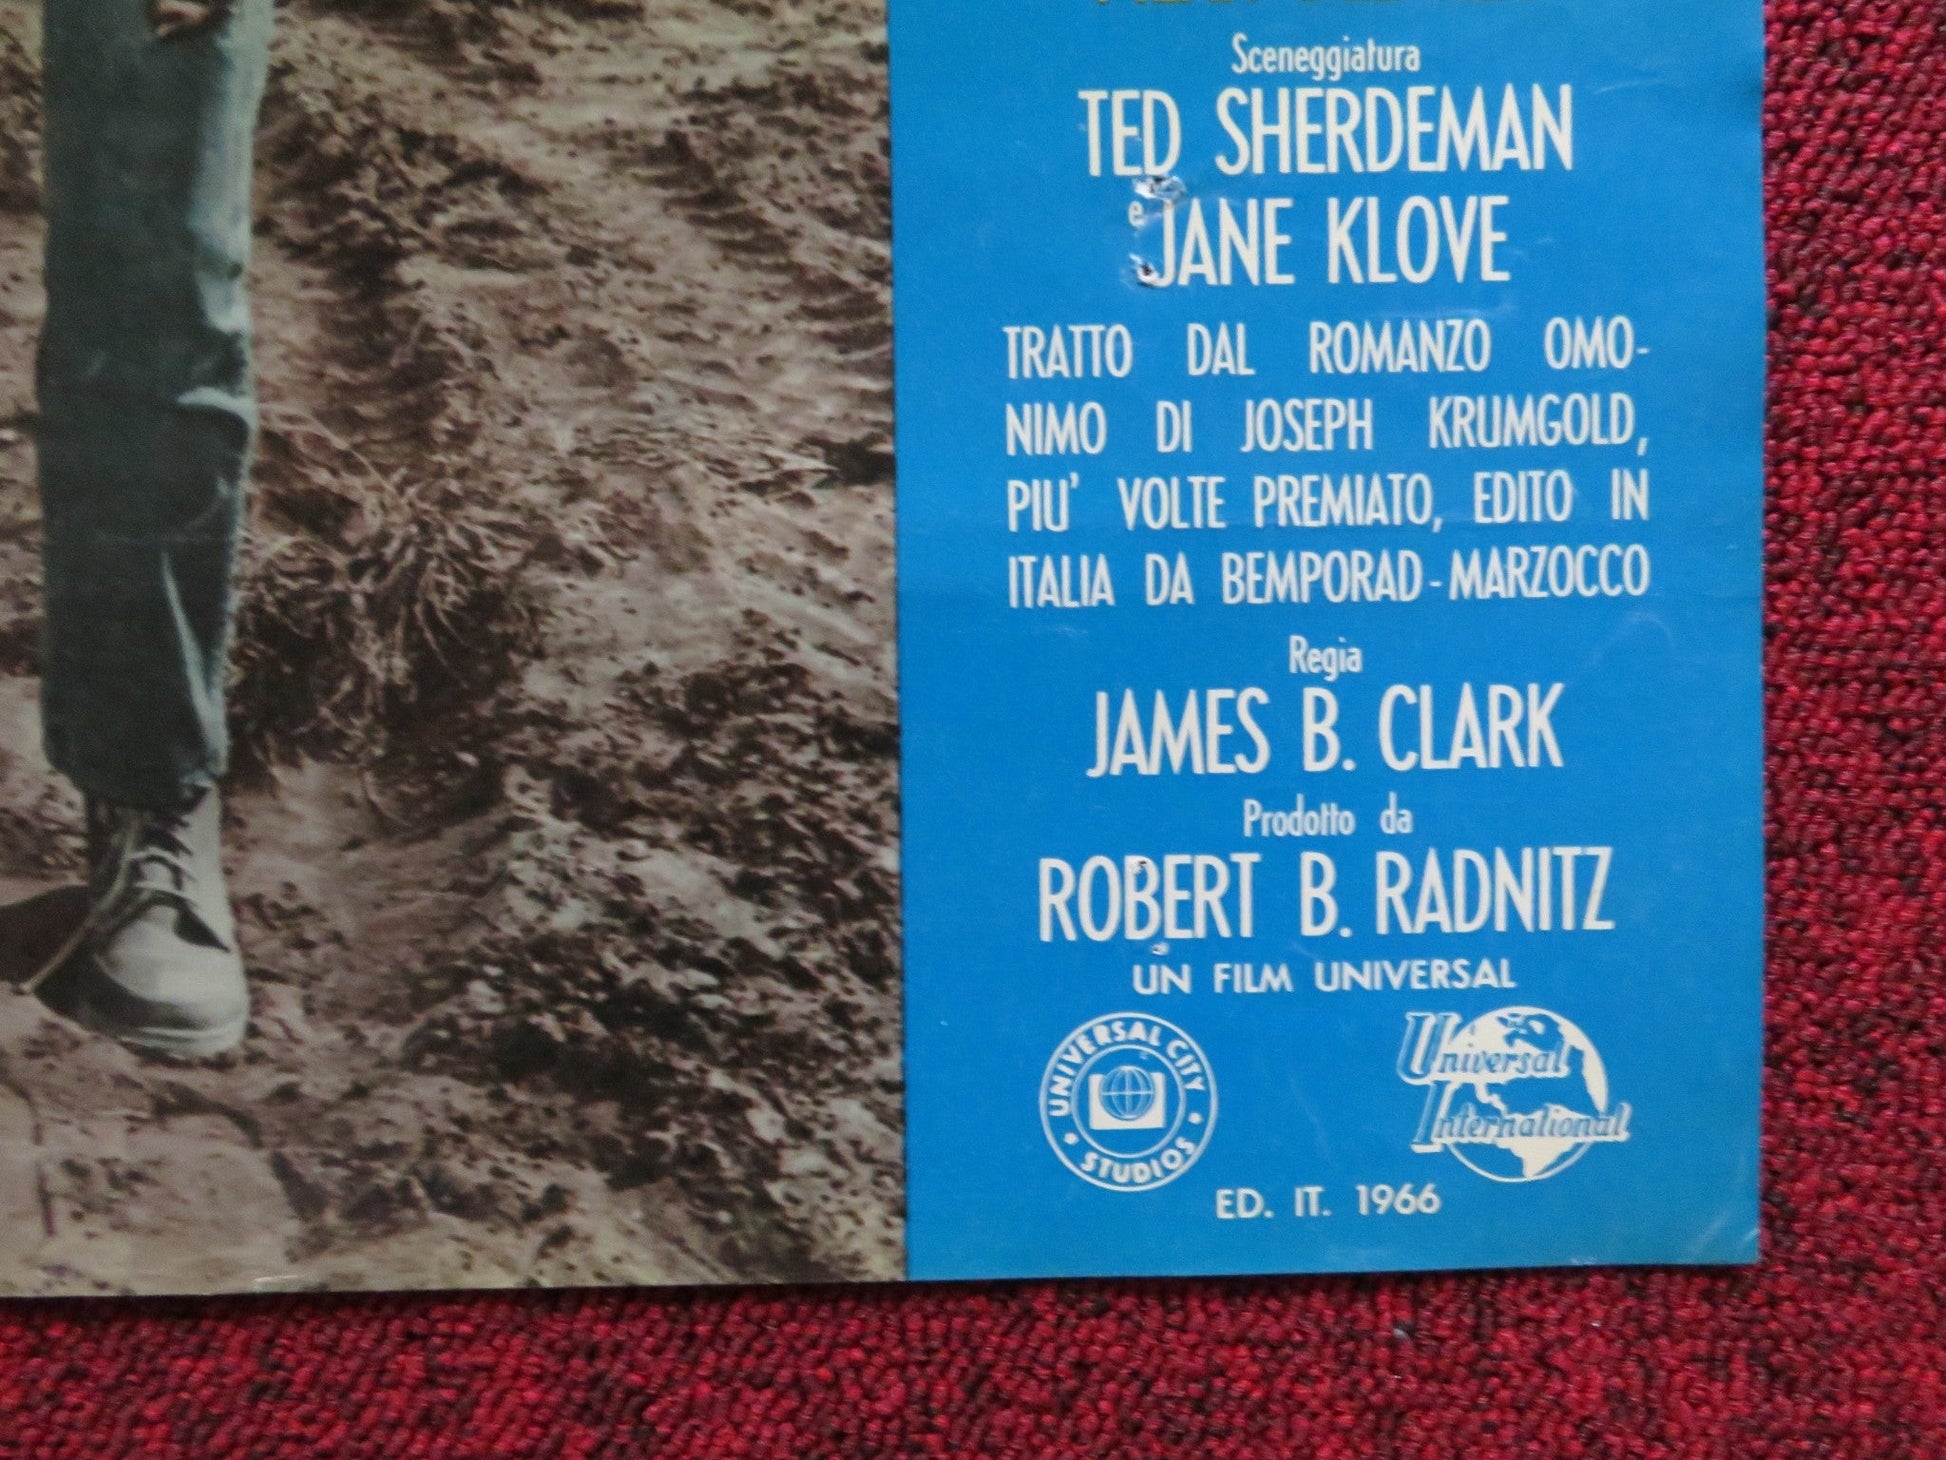 Sceneggiatura
TED SHERDEMAN
e JANE KLOVE
TRATTO DAL ROMANZO OMO-
NIMO DI JOSEPH KRUMGOLD,
PIU' VOLTE PREMIATO, EDITO IN
ITALIA DA BEMPORAD-MARZOCCO
Regia
JAMES B. CLARK
Prodotto da
ROBERT B. RADNITZ
UN FILM UNIVERSAL
UNIVERSAL CITY STUDIOS
Universal
International
ED. IT. 1966